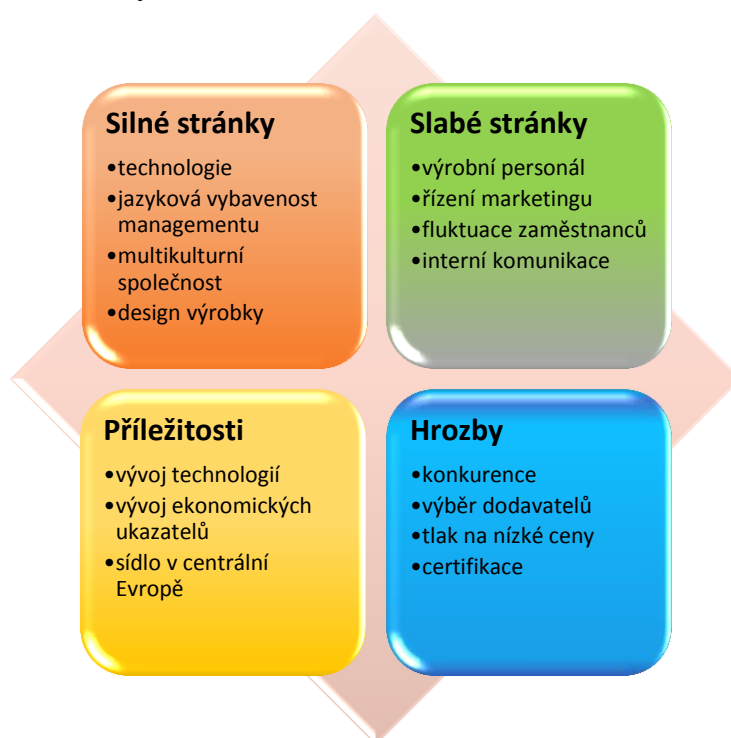 Silné stránky
•technologie
•jazyková vybavenost
managementu
•multikulturní
společnost
•design výrobky
Slabé stránky
•výrobní personál
•řízení marketingu
•fluktuace zaměstnanců
•interní komunikace
Příležitosti
•vývoj technologií
•vývoj ekonomických
ukazatelů
•sídlo v centrální
Evropě
Hrozby
•konkurence
•výběr dodavatelů
•tlak na nízké ceny
•certifikace